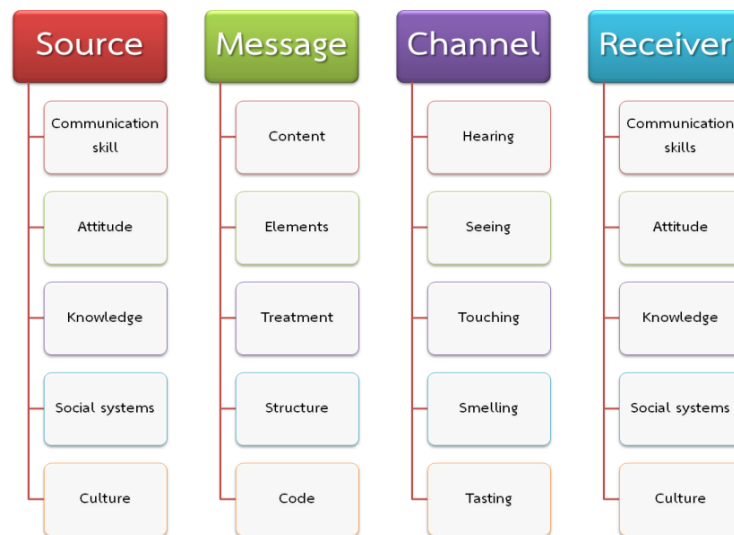 Source
Communication
skill
Attitude
Knowledge
Social systems
Culture
Message
Content
Elements
Treatment
Structure
Code
Channel
Hearing
Seeing
Touching
Smelling
Tasting
Receiver
Communication
skills
Attitude
Knowledge
Social systems
Culture